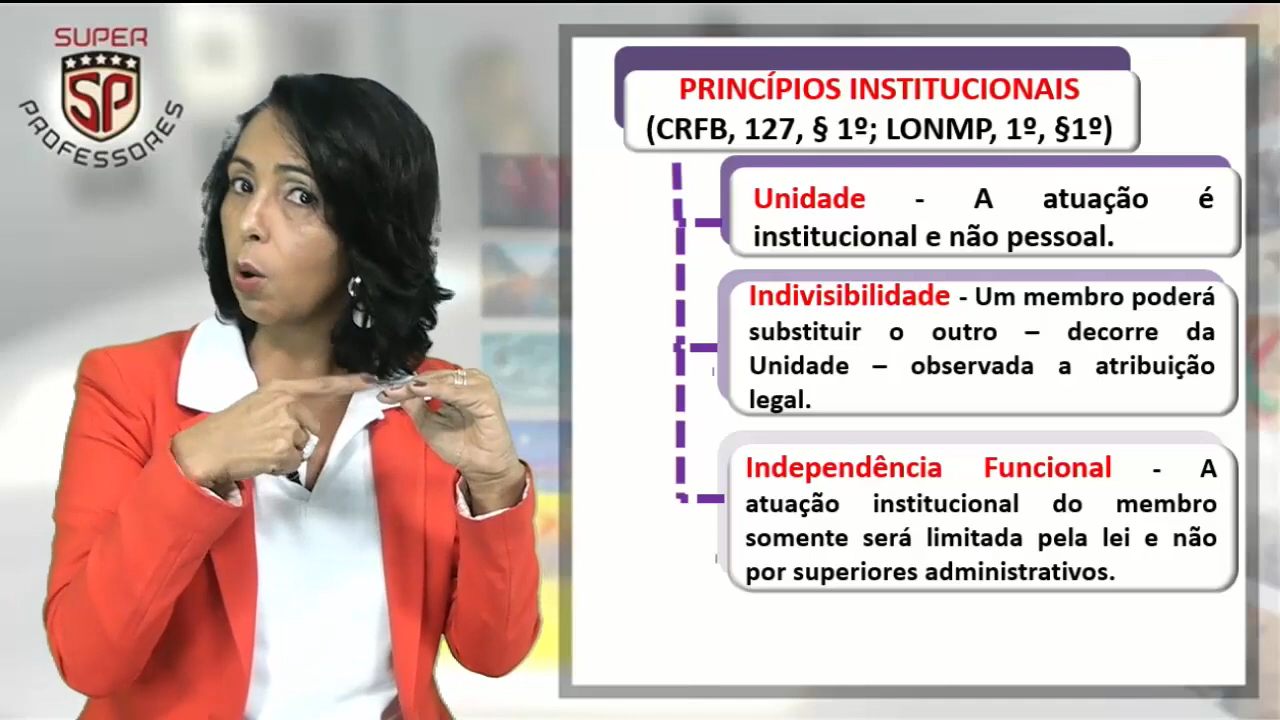 SUPER
SP
PROFESSORES
PRINCÍPIOS INSTITUCIONAIS
(CRFB, 127, § 1º; LONMP, 1º, §1º)
Unidade - A atuação é
institucional e não pessoal.
Indivisibilidade - Um membro poderá
substituir o outro – decorre da
Unidade – observada a atribuição
legal.
Independência Funcional - A
atuação institucional do membro
somente será limitada pela lei e não
por superiores administrativos.